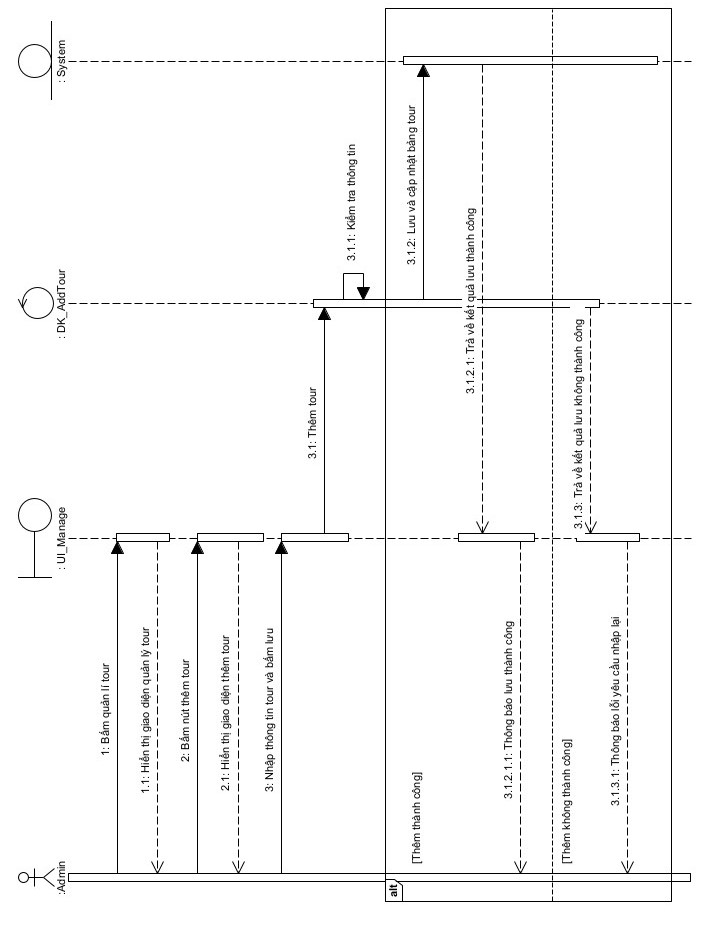 :Admin
: UI_Manage
: DK_AddTour
: System
1: Bấm quản lí tour
1.1: Hiển thị giao diện quản lý tour
2: Bấm nút thêm tour
2.1: Hiển thị giao diện thêm tour
3: Nhập thông tin tour và bấm lưu
3.1: Thêm tour
3.1.1: Kiểm tra thông tin
alt
[Thêm thành công]
3.1.2: Lưu và cập nhật bảng tour
3.1.2.1: Trả về kết quả lưu thành công
3.1.2.1.1: Thông báo lưu thành công
[Thêm không thành công]
3.1.3: Trả về kết quả lưu không thành công
3.1.3.1: Thông báo lỗi yêu cầu nhập lại